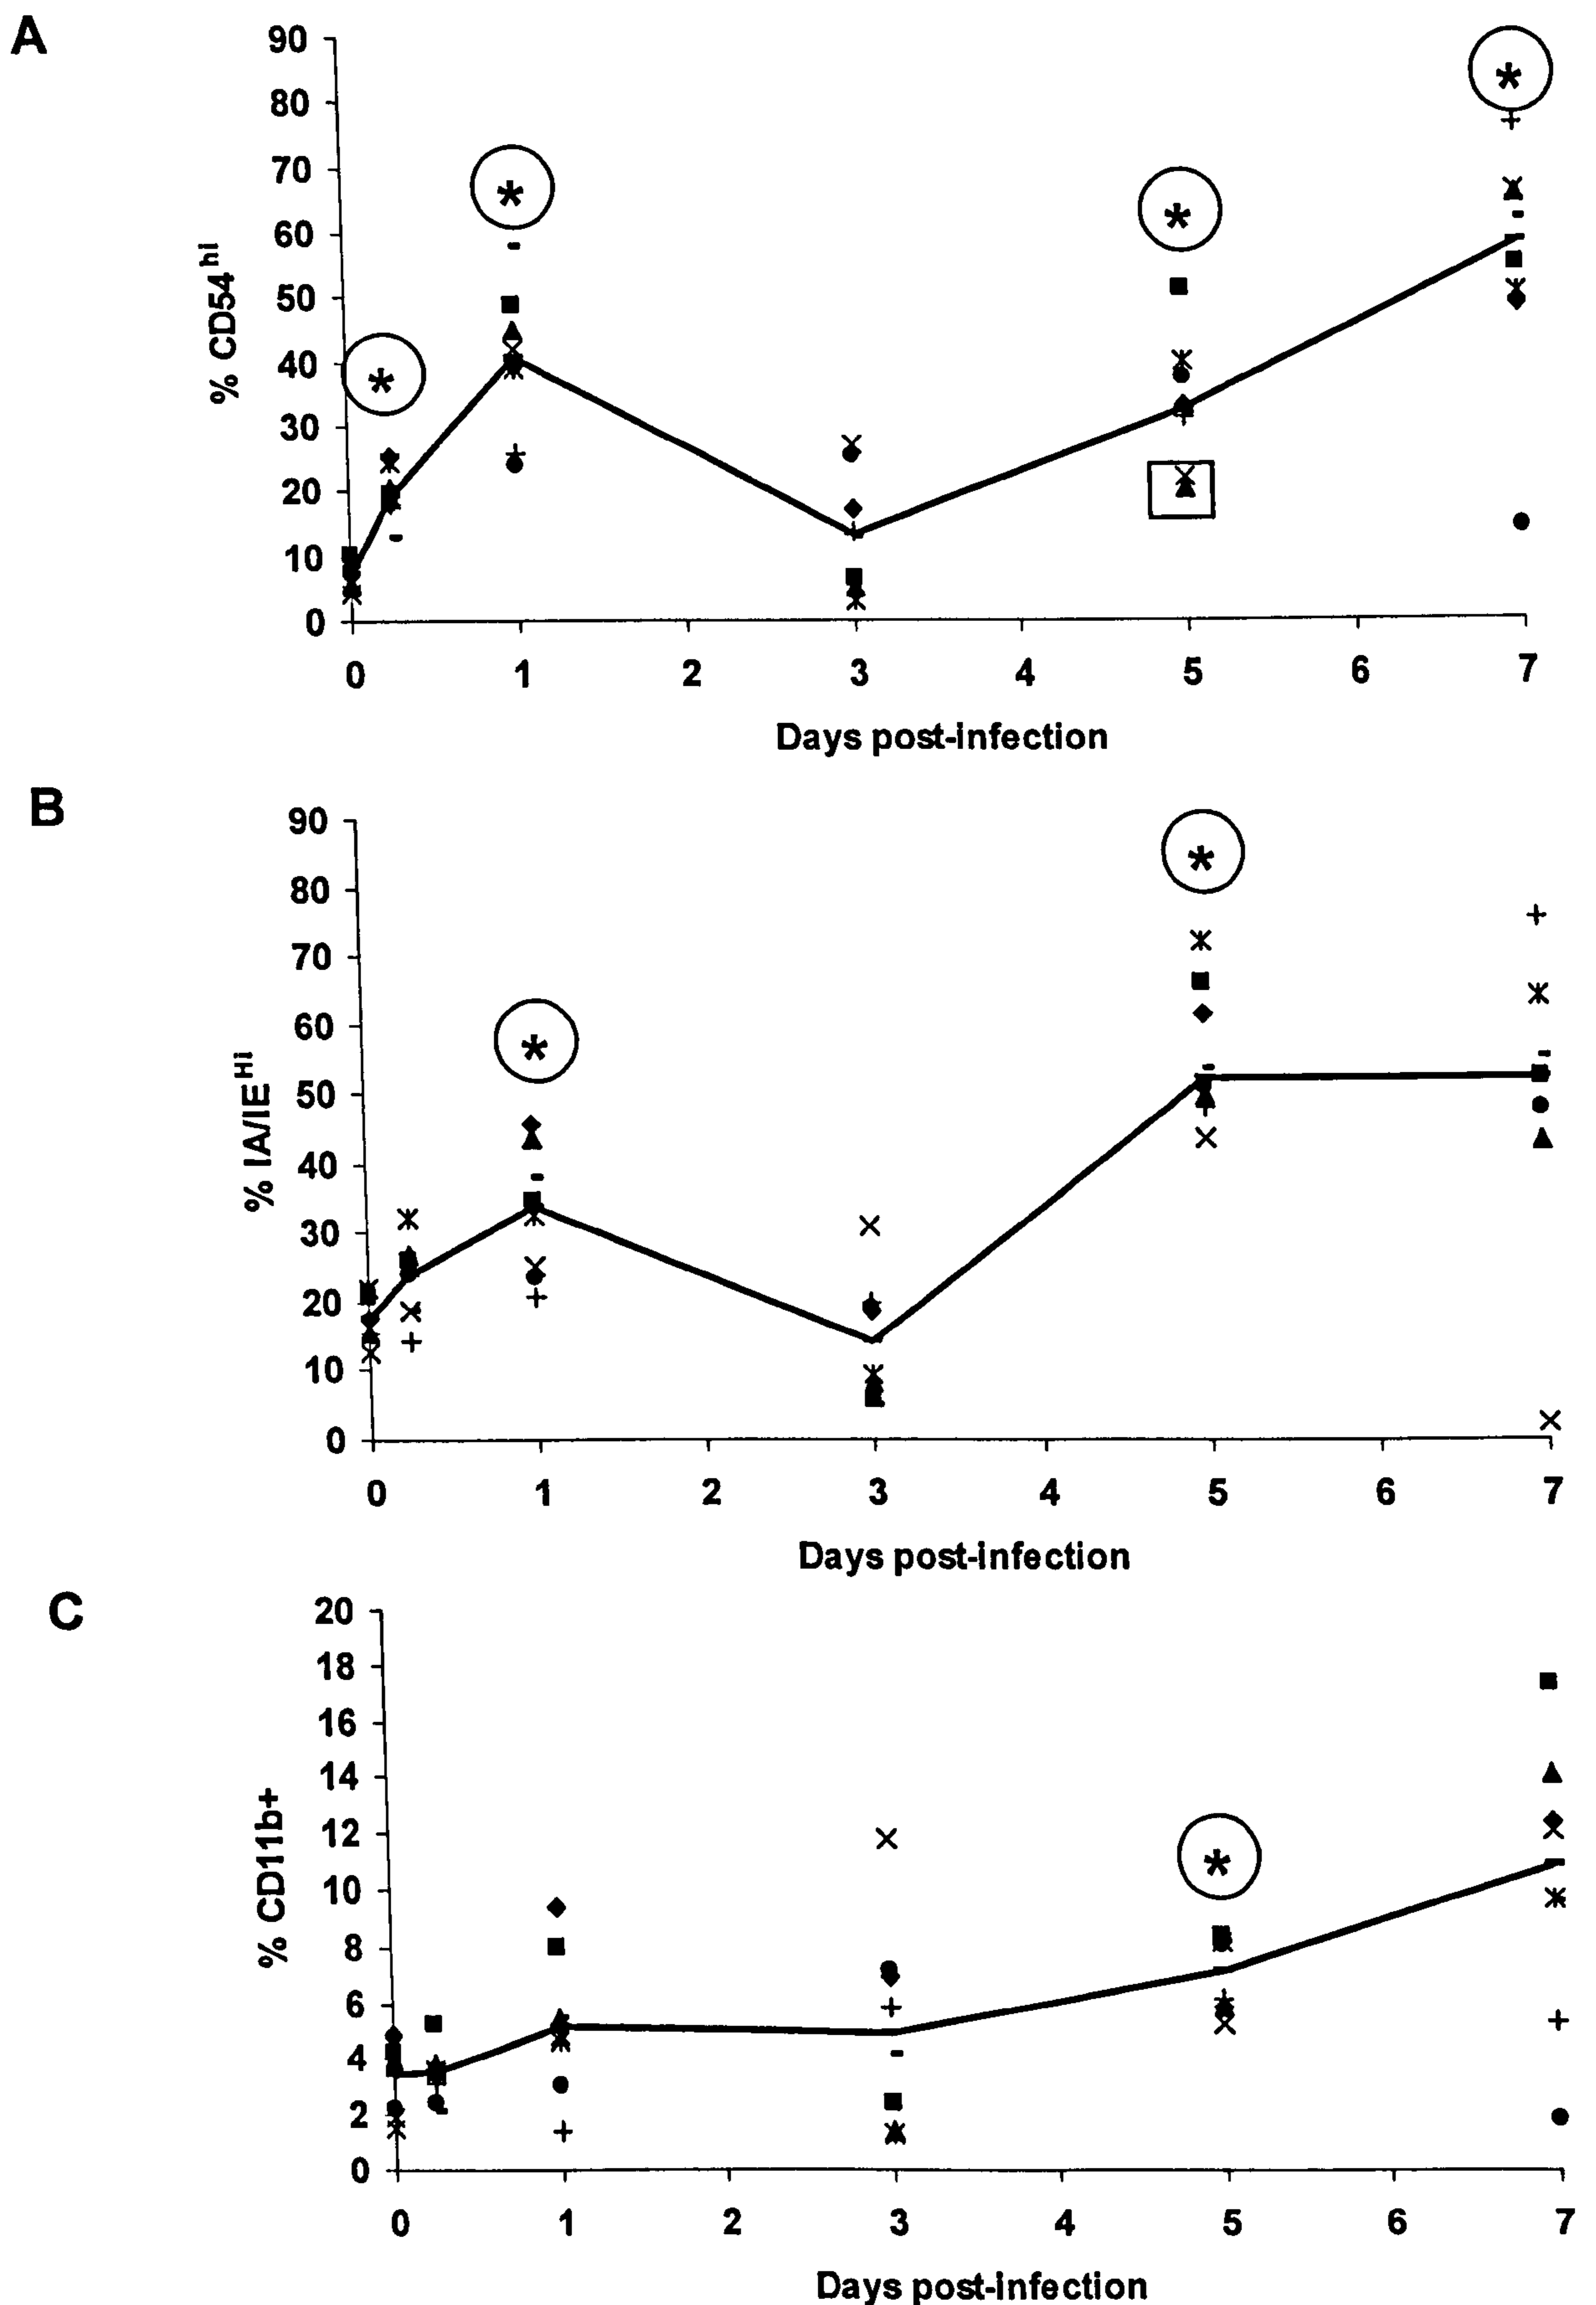 A
90
80
70
60
50
40
30
20
10
0
% CD54hi
0 1 2 3 4 5 6 7
Days post-infection
B
90
80
70
60
50
40
30
20
10
0
% IA/IEHi
0 1 2 3 4 5 6 7
Days post-infection
C
20
18
16
14
12
10
8
6
4
2
0
% CD11b+
0 1 2 3 4 5 6 7
Days post-infection